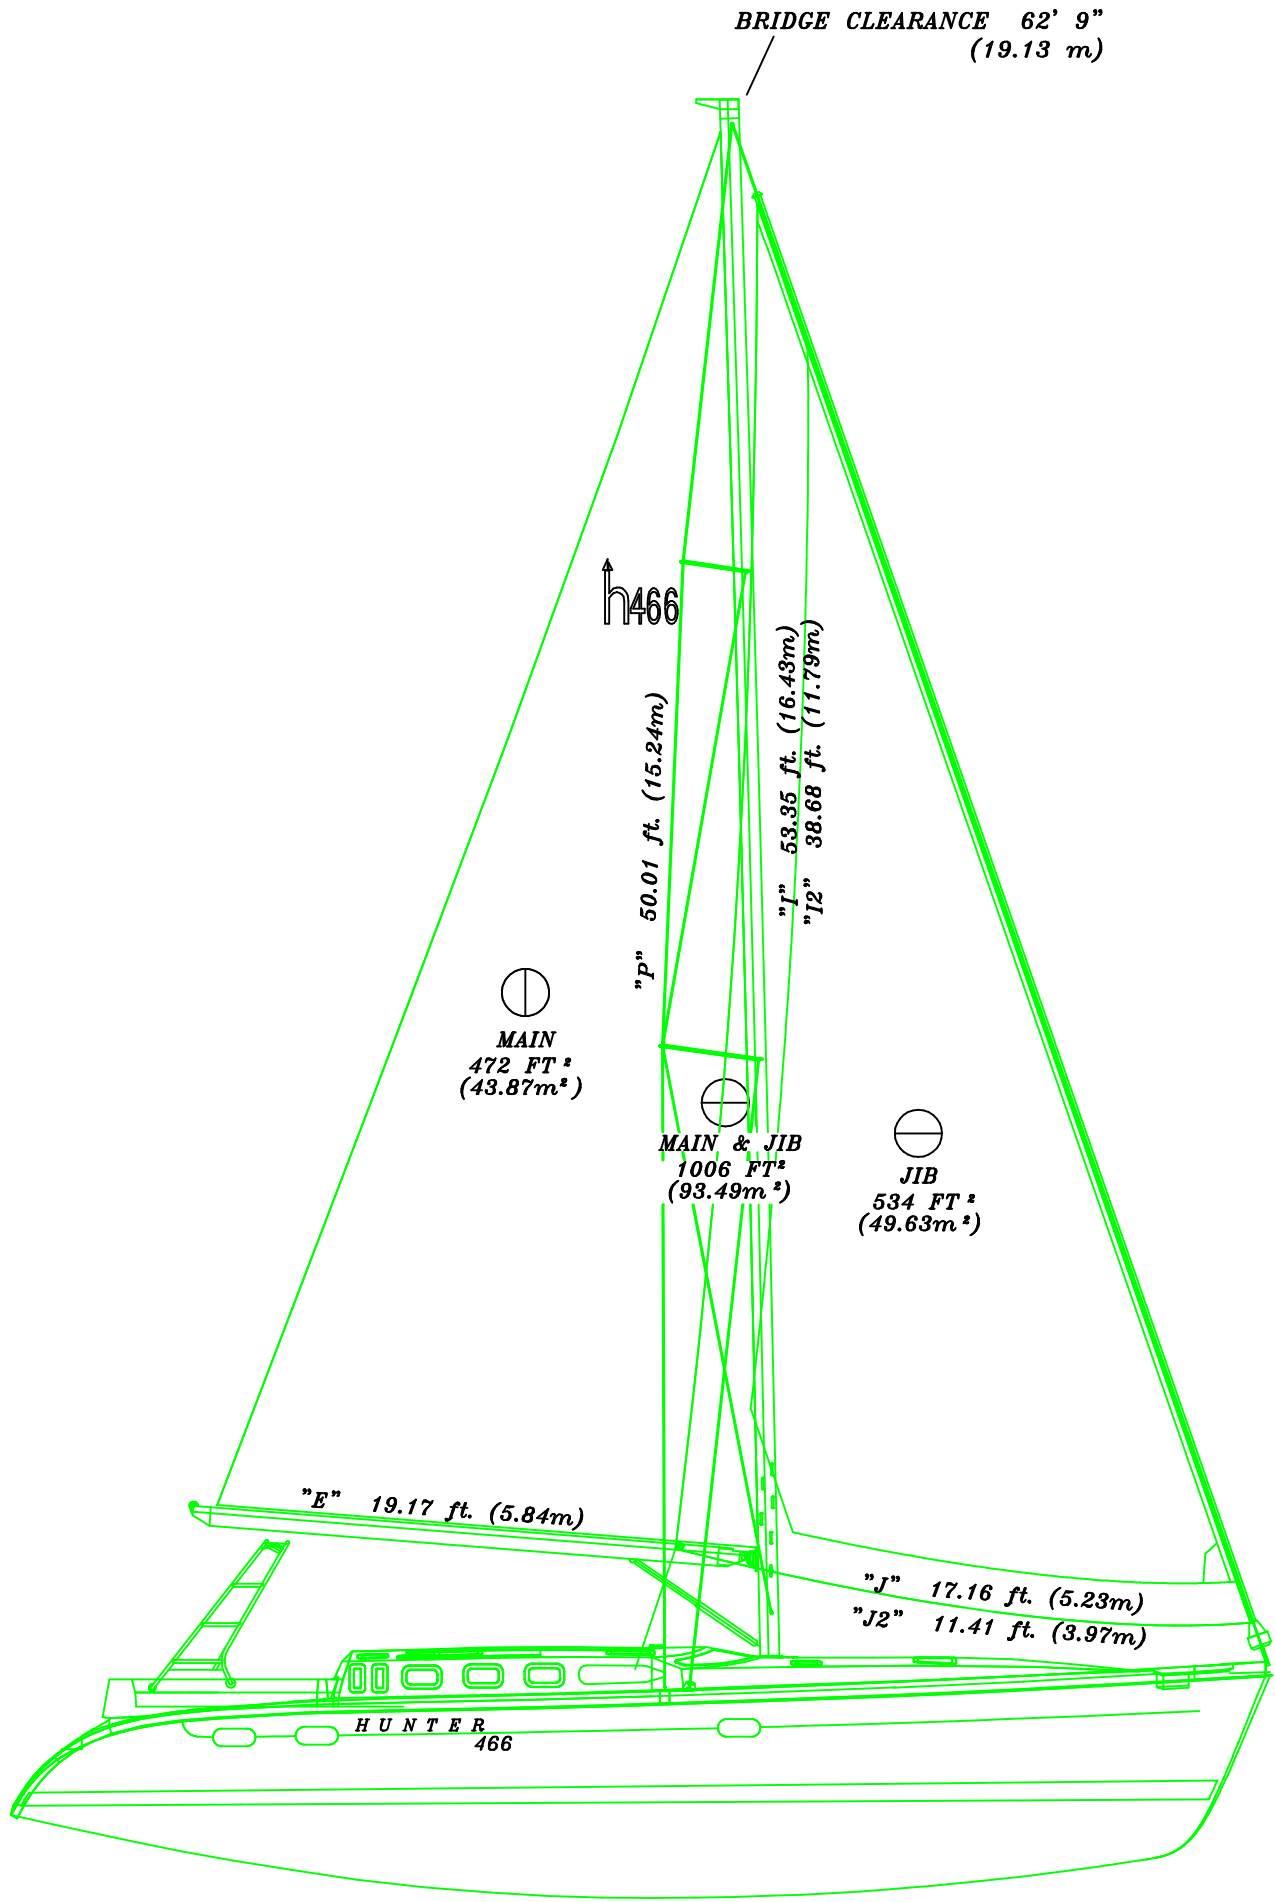 BRIDGE CLEARANCE 62' 9"
(19.13 m)
h466
"P" 50.01 ft. (15.24m)
"I" 53.35 ft. (16.43m)
"I2" 38.68 ft. (11.79m)
MAIN
472 FT²
(43.87m²)
MAIN & JIB
1006 FT²
(93.49m²)
JIB
534 FT²
(49.63m²)
"E" 19.17 ft. (5.84m)
"J" 17.16 ft. (5.23m)
"J2" 11.41 ft. (3.97m)
HUNTER
466